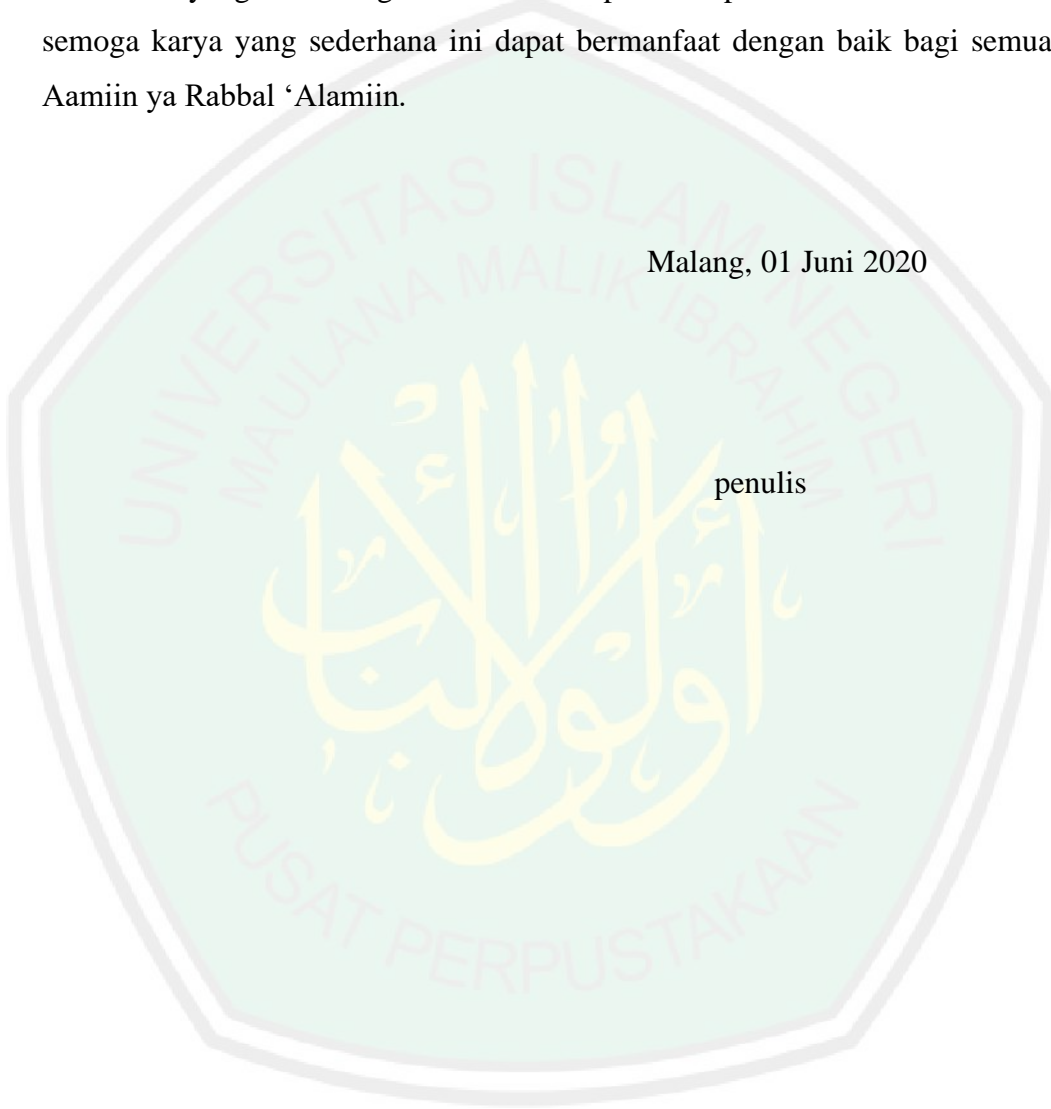 semoga karya yang sederhana ini dapat bermanfaat dengan baik bagi semua
Aamiin ya Rabbal ‘Alamiin.
Malang, 01 Juni 2020
penulis
UNIVERSITAS ISLAM NEGERI
MAULANA MALIK IBRAHIM
أولوا الألباب
PUSAT PERPUSTAKAAN